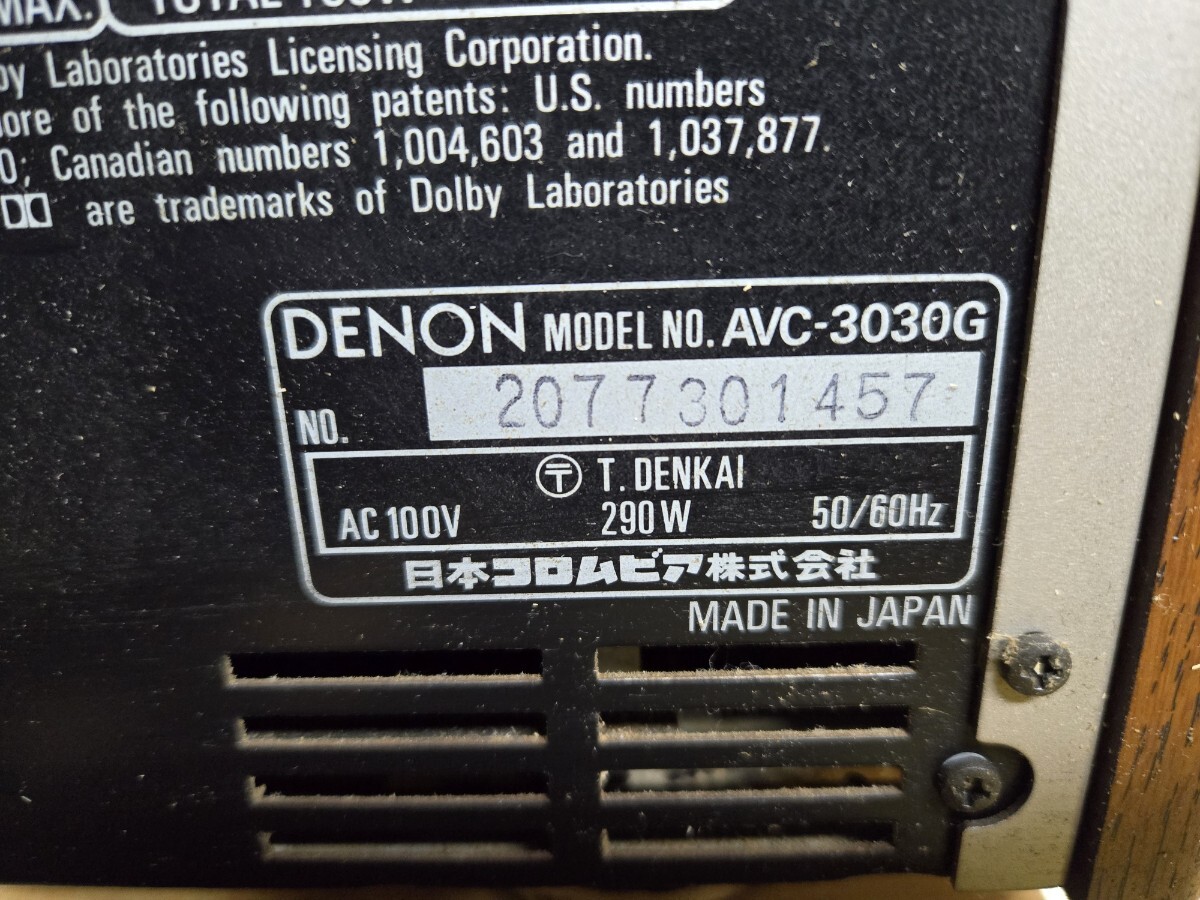 MAX.
Laboratories Licensing Corporation.
of the following patents: U.S. numbers
0; Canadian numbers 1,004,603 and 1,037,877.
are trademarks of Dolby Laboratories
DENON MODEL NO. AVC-3030G
NO. 2077301457
〒 T. DENKAI
AC 100V 290W 50/60Hz
日本コロムビア株式会社
MADE IN JAPAN